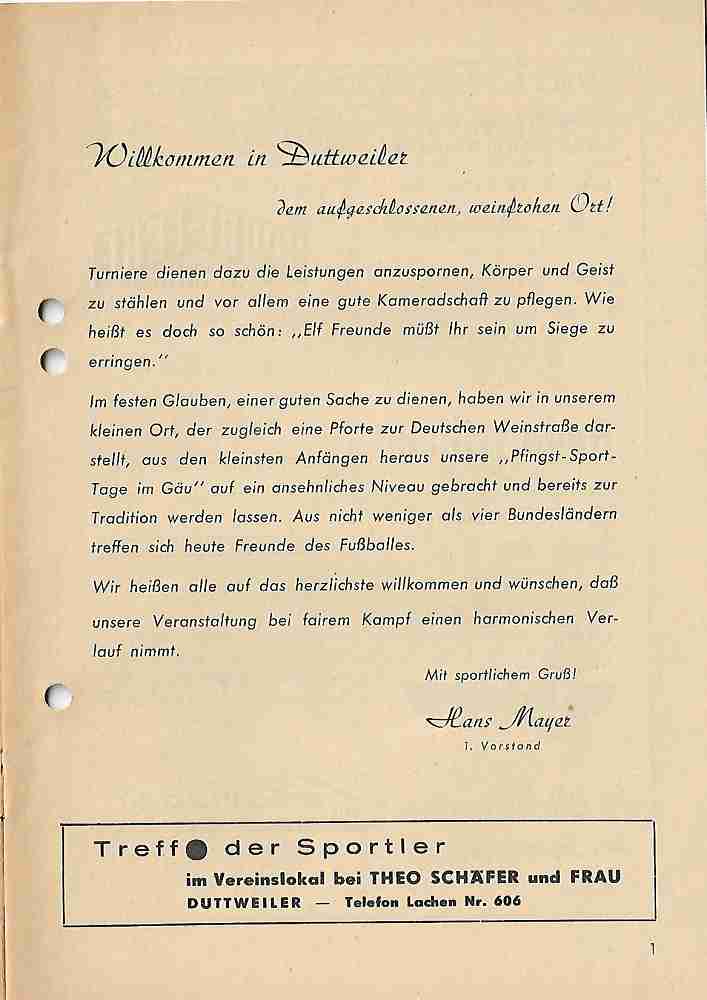 Willkommen in Duttweiler
dem aufgeschlossenen, weinfrohen Ort!
Turniere dienen dazu die Leistungen anzuspornen, Körper und Geist
zu stählen und vor allem eine gute Kameradschaft zu pflegen. Wie
heißt es doch so schön: ,,Elf Freunde müßt Ihr sein um Siege zu
erringen.''
Im festen Glauben, einer guten Sache zu dienen, haben wir in unserem
kleinen Ort, der zugleich eine Pforte zur Deutschen Weinstraße dar-
stellt, aus den kleinsten Anfängen heraus unsere ,,Pfingst-Sport-
Tage im Gäu'' auf ein ansehnliches Niveau gebracht und bereits zur
Tradition werden lassen. Aus nicht weniger als vier Bundesländern
treffen sich heute Freunde des Fußballes.
Wir heißen alle auf das herzlichste willkommen und wünschen, daß
unsere Veranstaltung bei fairem Kampf einen harmonischen Ver-
lauf nimmt.
Mit sportlichem Gruß!
Hans Mayer
1. Vorstand
Treff● der Sportler
im Vereinslokal bei THEO SCHÄFER und FRAU
DUTTWEILER — Telefon Lachen Nr. 606
1